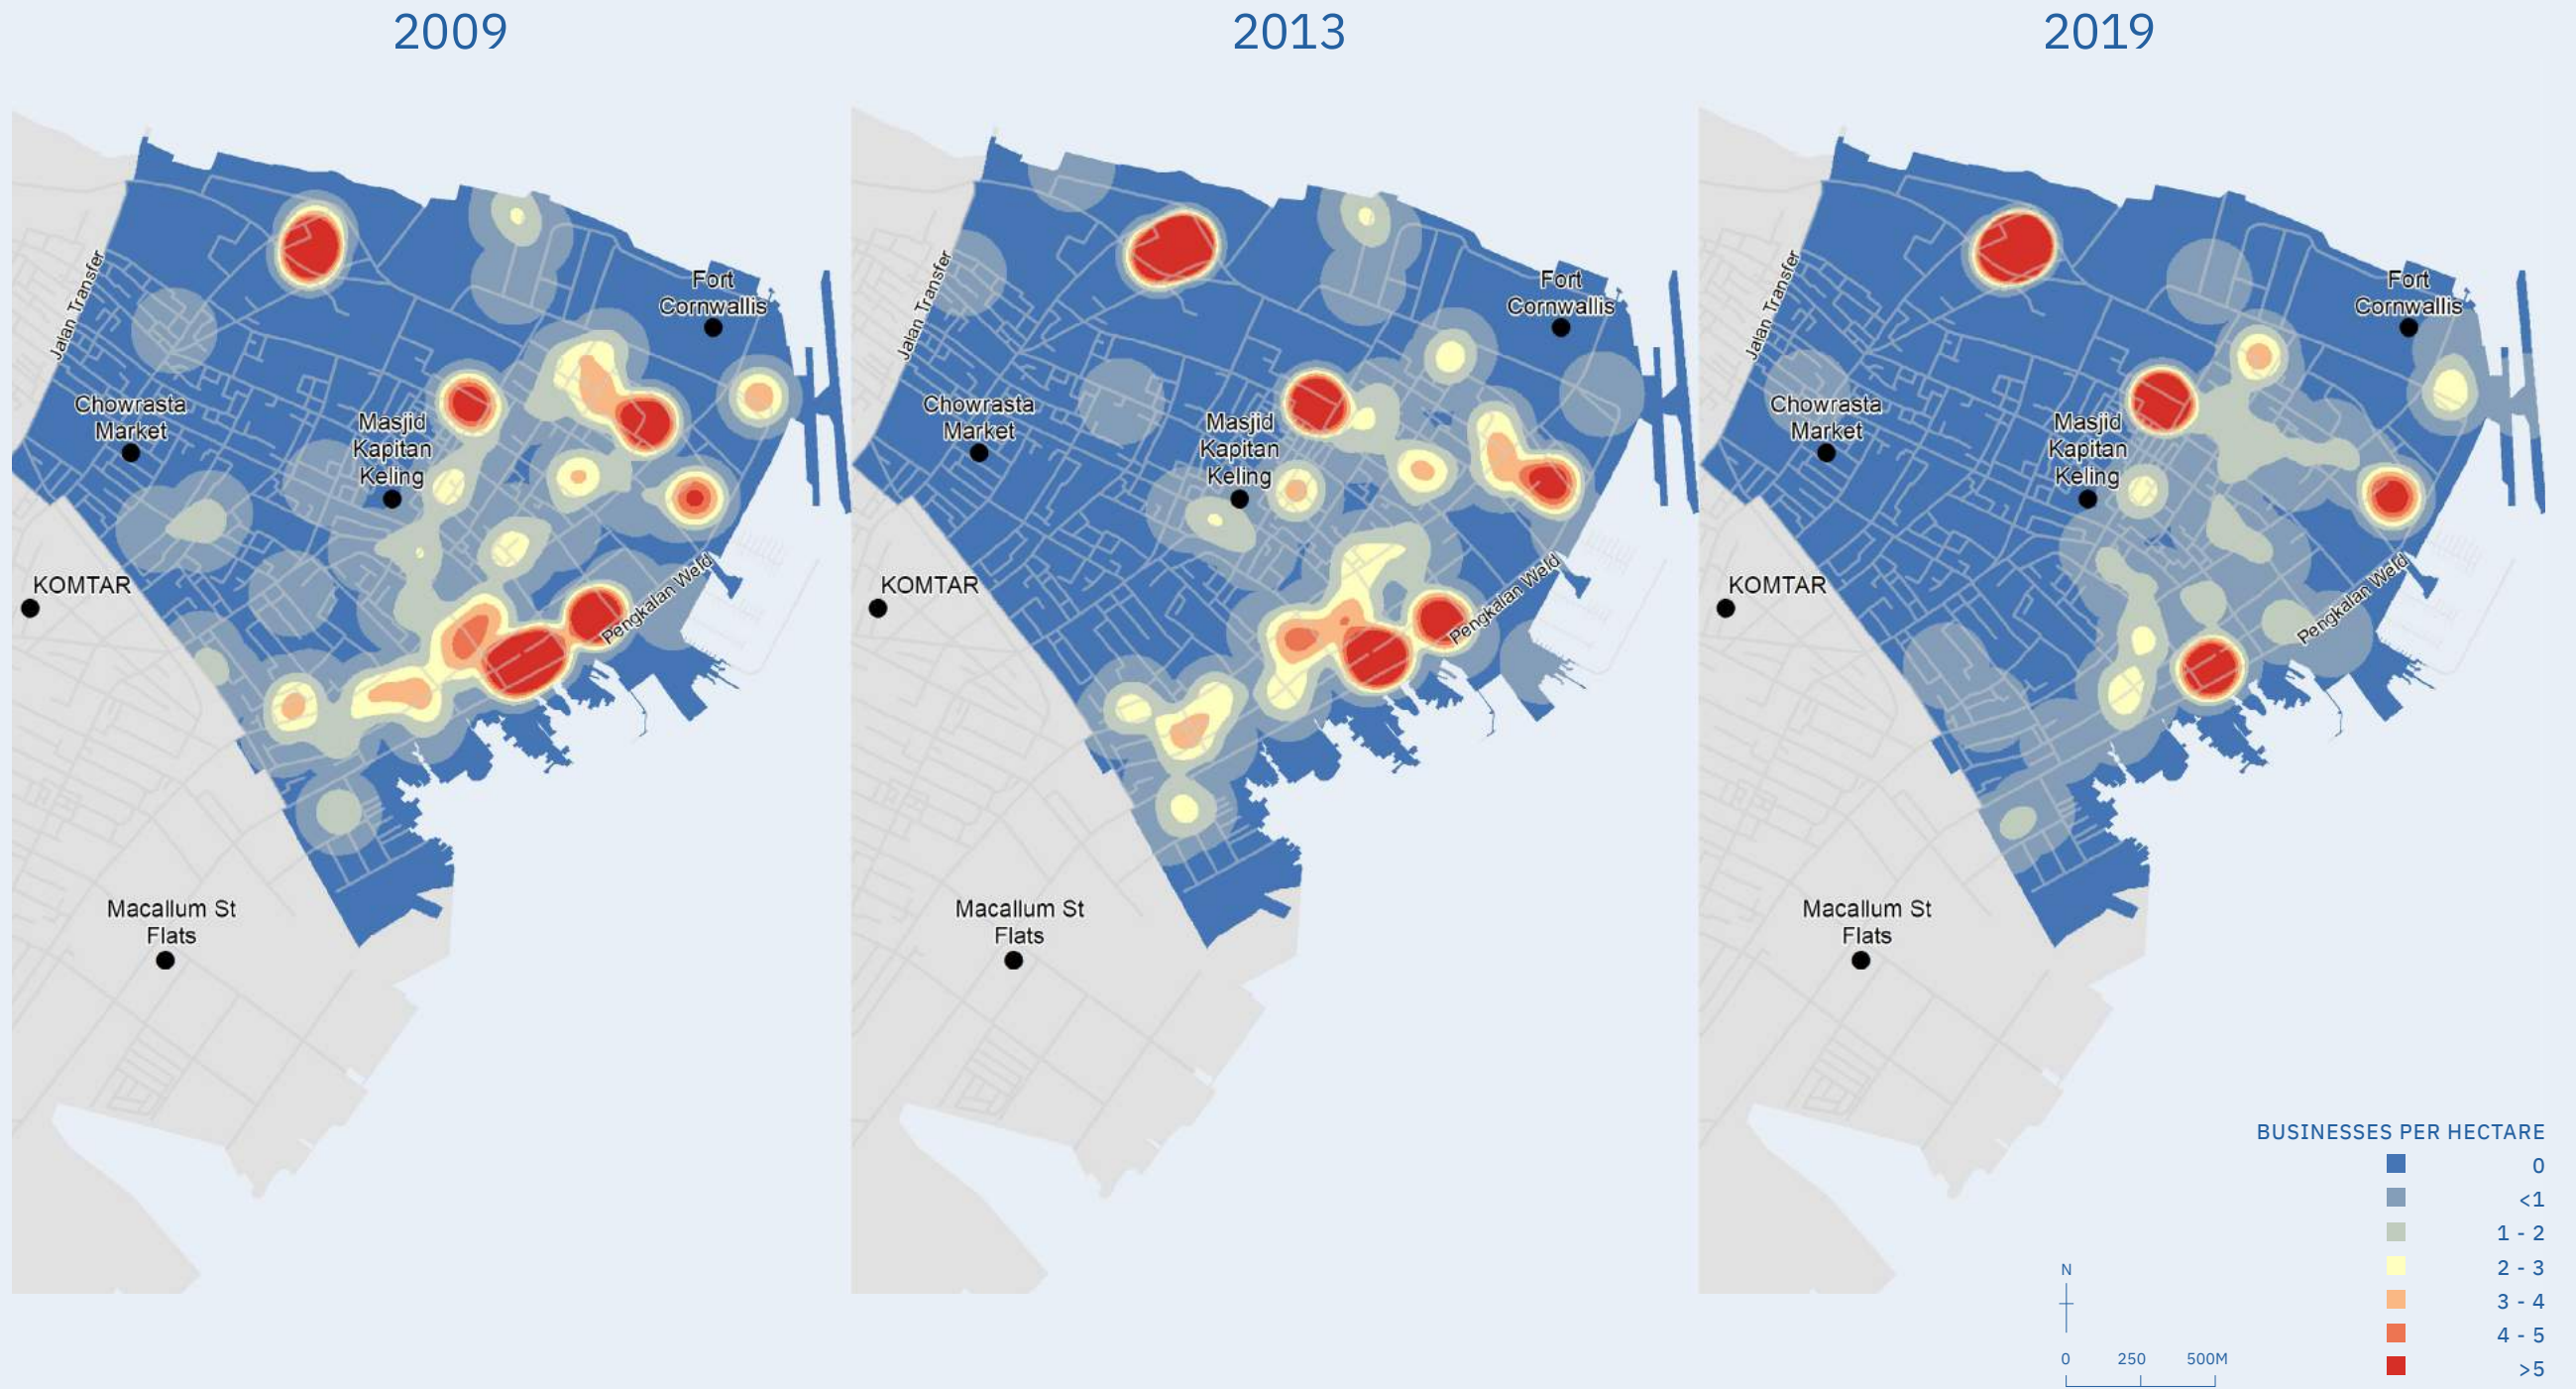 2009
2013
2019
Jalan Transfer
Fort
Cornwallis
Chowrasta
Market
Masjid
Kapitan
Keling
KOMTAR
Pengkalan Weld
Macallum St
Flats
Jalan Transfer
Fort
Cornwallis
Chowrasta
Market
Masjid
Kapitan
Keling
KOMTAR
Pengkalan Weld
Macallum St
Flats
Jalan Transfer
Fort
Cornwallis
Chowrasta
Market
Masjid
Kapitan
Keling
KOMTAR
Pengkalan Weld
Macallum St
Flats
BUSINESSES PER HECTARE
0
<1
1 - 2
2 - 3
3 - 4
4 - 5
>5
N
0 250 500M